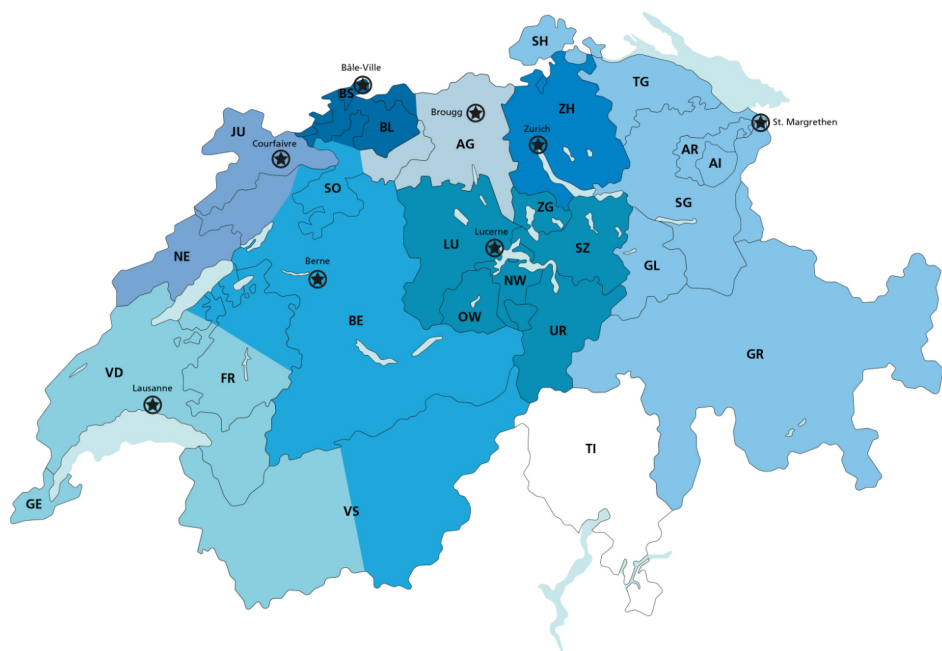 SH
Bâle-Ville
TG
BS
ZH
Brougg
St. Margrethen
BL
JU
Zurich
Courfaivre
AG
AR
AI
SO
SG
ZG
Lucerne
LU
SZ
NE
Berne
GL
NW
OW
BE
UR
GR
VD
FR
Lausanne
TI
GE
VS